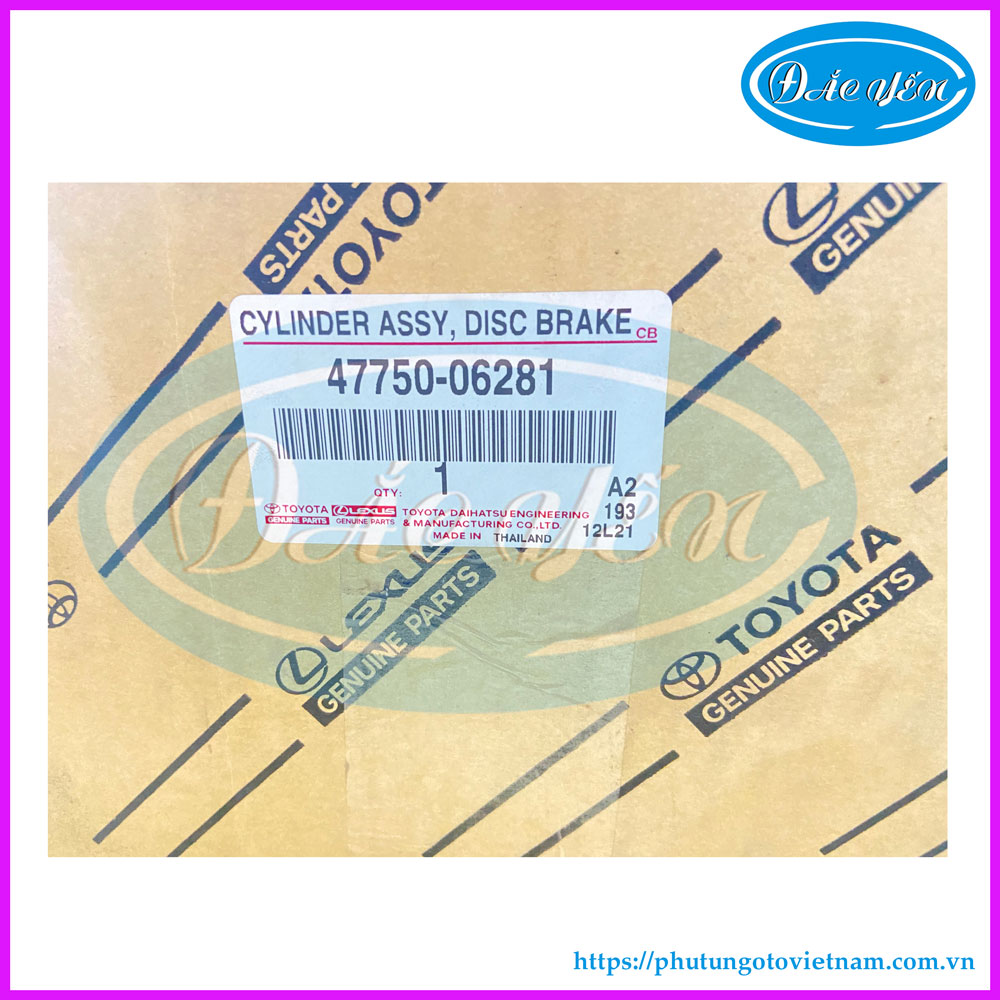 ĐẮC YẾN
TOYOTA
PARTS
GENUINE
CYLINDER ASSY, DISC BRAKE CB
47750-06281
QTY: 1
A2
TOYOTA LEXUS TOYOTA DAIHATSU ENGINEERING 193
GENUINE PARTS GENUINE PARTS & MANUFACTURING CO.,LTD.
MADE IN THAILAND 12L21
ĐẮC YẾN
LEXUS
GENUINE PARTS
TOYOTA
GENUINE PARTS
https://phutungotovietnam.com.vn